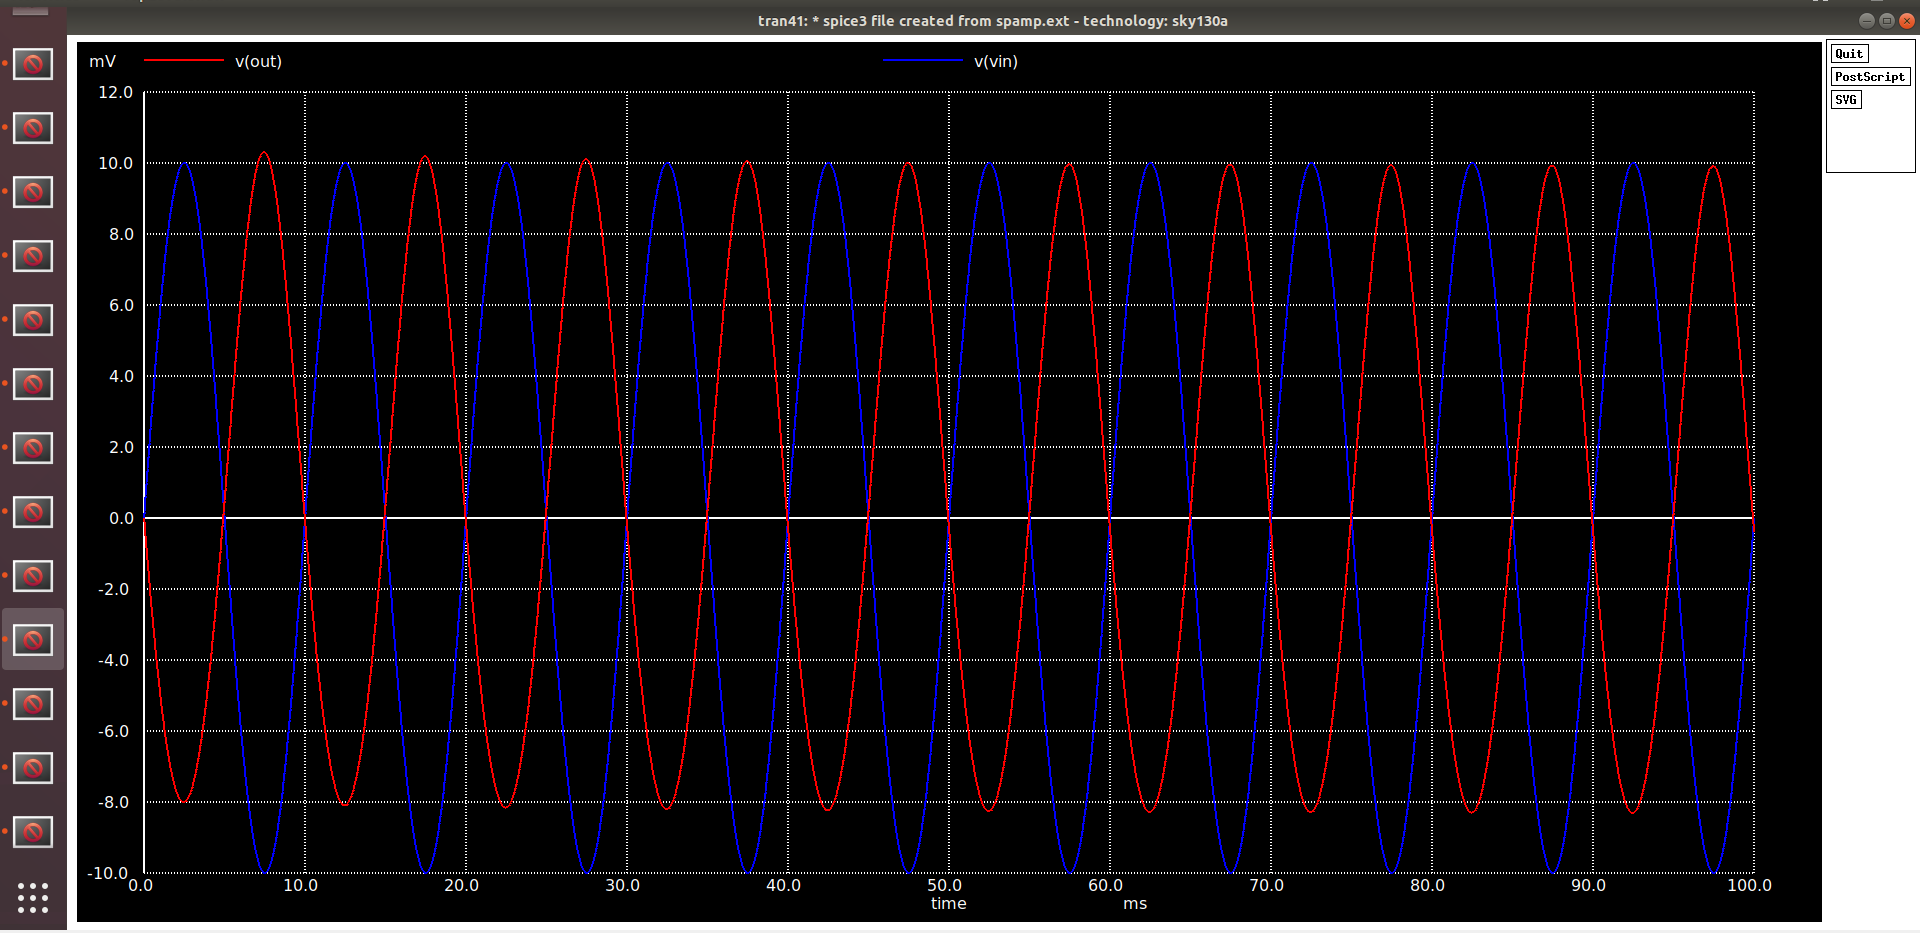 tran41: * spice3 file created from spamp.ext - technology: sky130a
Quit
PostScript
SVG
mV v(out) v(vin)
12.0
10.0
8.0
6.0
4.0
2.0
0.0
-2.0
-4.0
-6.0
-8.0
-10.0
0.0 10.0 20.0 30.0 40.0 50.0 60.0 70.0 80.0 90.0 100.0
time ms